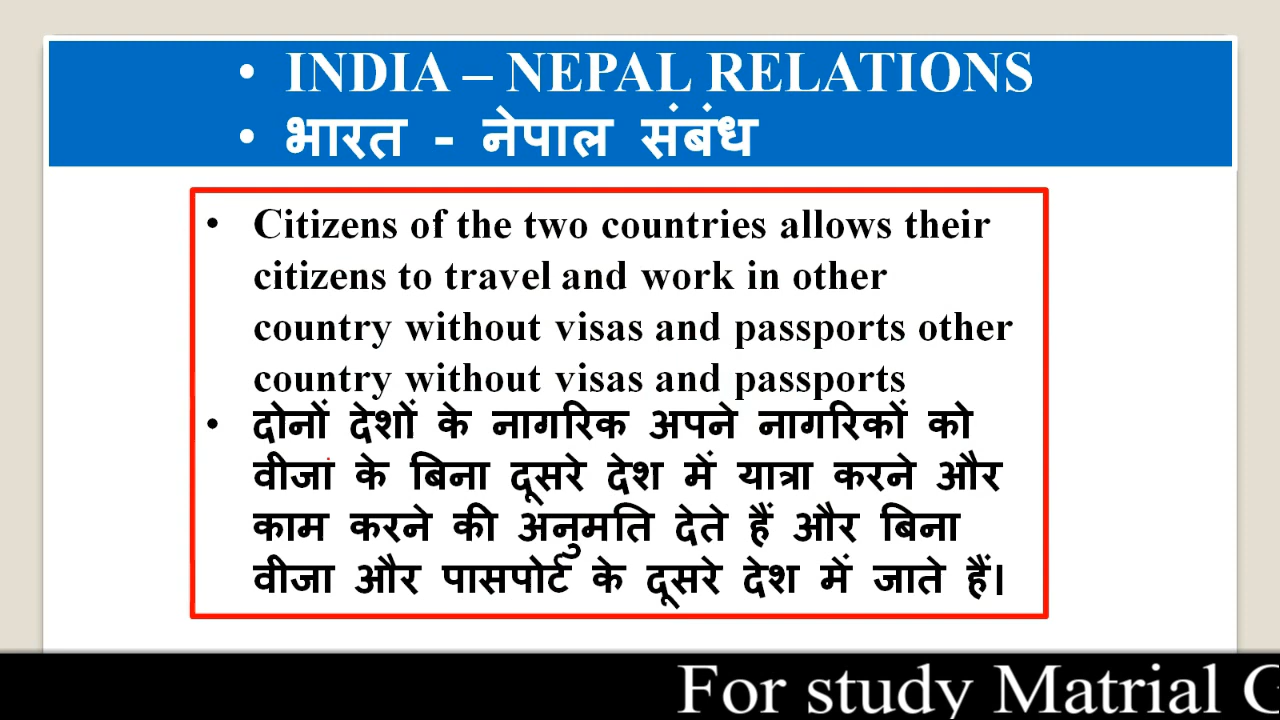 • INDIA – NEPAL RELATIONS
• भारत - नेपाल संबंध
• Citizens of the two countries allows their
citizens to travel and work in other
country without visas and passports other
country without visas and passports
• दोनों देशों के नागरिक अपने नागरिकों को
वीजा के बिना दूसरे देश में यात्रा करने और
काम करने की अनुमति देते हैं और बिना
वीजा और पासपोर्ट के दूसरे देश में जाते हैं।
For study Matrial